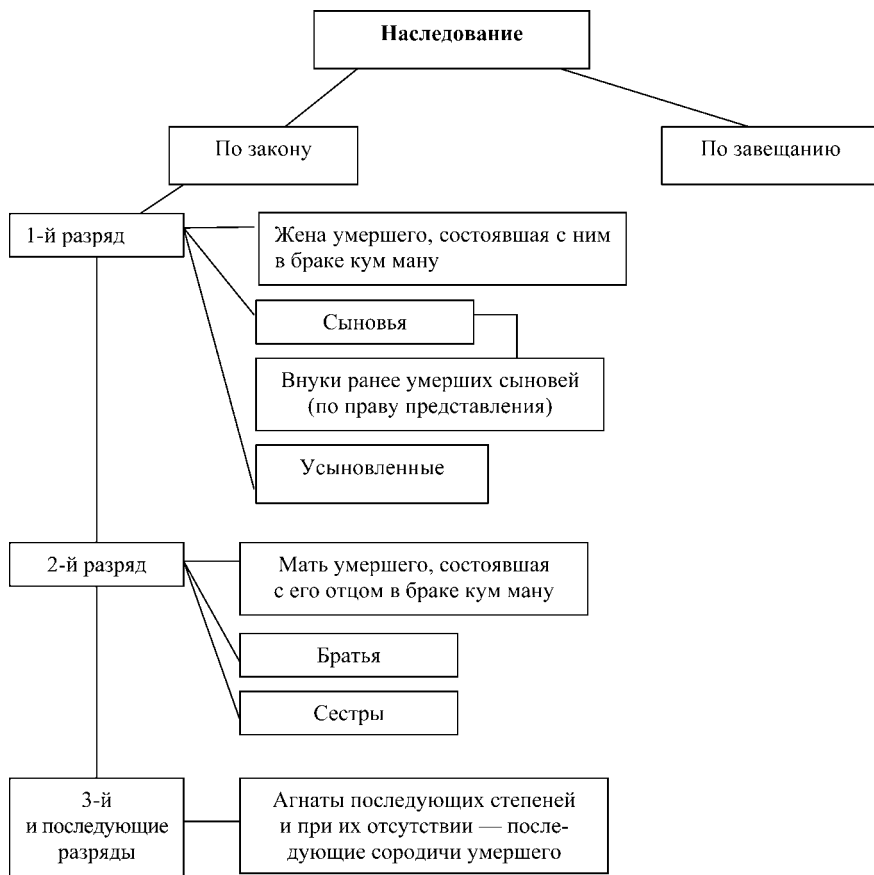 Наследование
По закону
По завещанию
1-й разряд
Жена умершего, состоявшая с ним
в браке кум ману
Сыновья
Внуки ранее умерших сыновей
(по праву представления)
Усыновленные
2-й разряд
Мать умершего, состоявшая
с его отцом в браке кум ману
Братья
Сестры
3-й
и последующие
разряды
Агнаты последующих степеней
и при их отсутствии — после-
дующие сородичи умершего